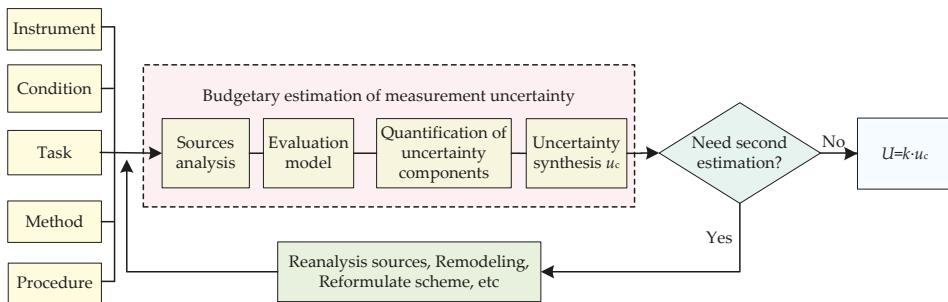 Instrument
Condition
Task
Method
Procedure
Budgetary estimation of measurement uncertainty
Sources
analysis
Evaluation
model
Quantification of
uncertainty
components
Uncertainty
synthesis uc
Need second
estimation?
No
U=k·uc
Yes
Reanalysis sources, Remodeling,
Reformulate scheme, etc